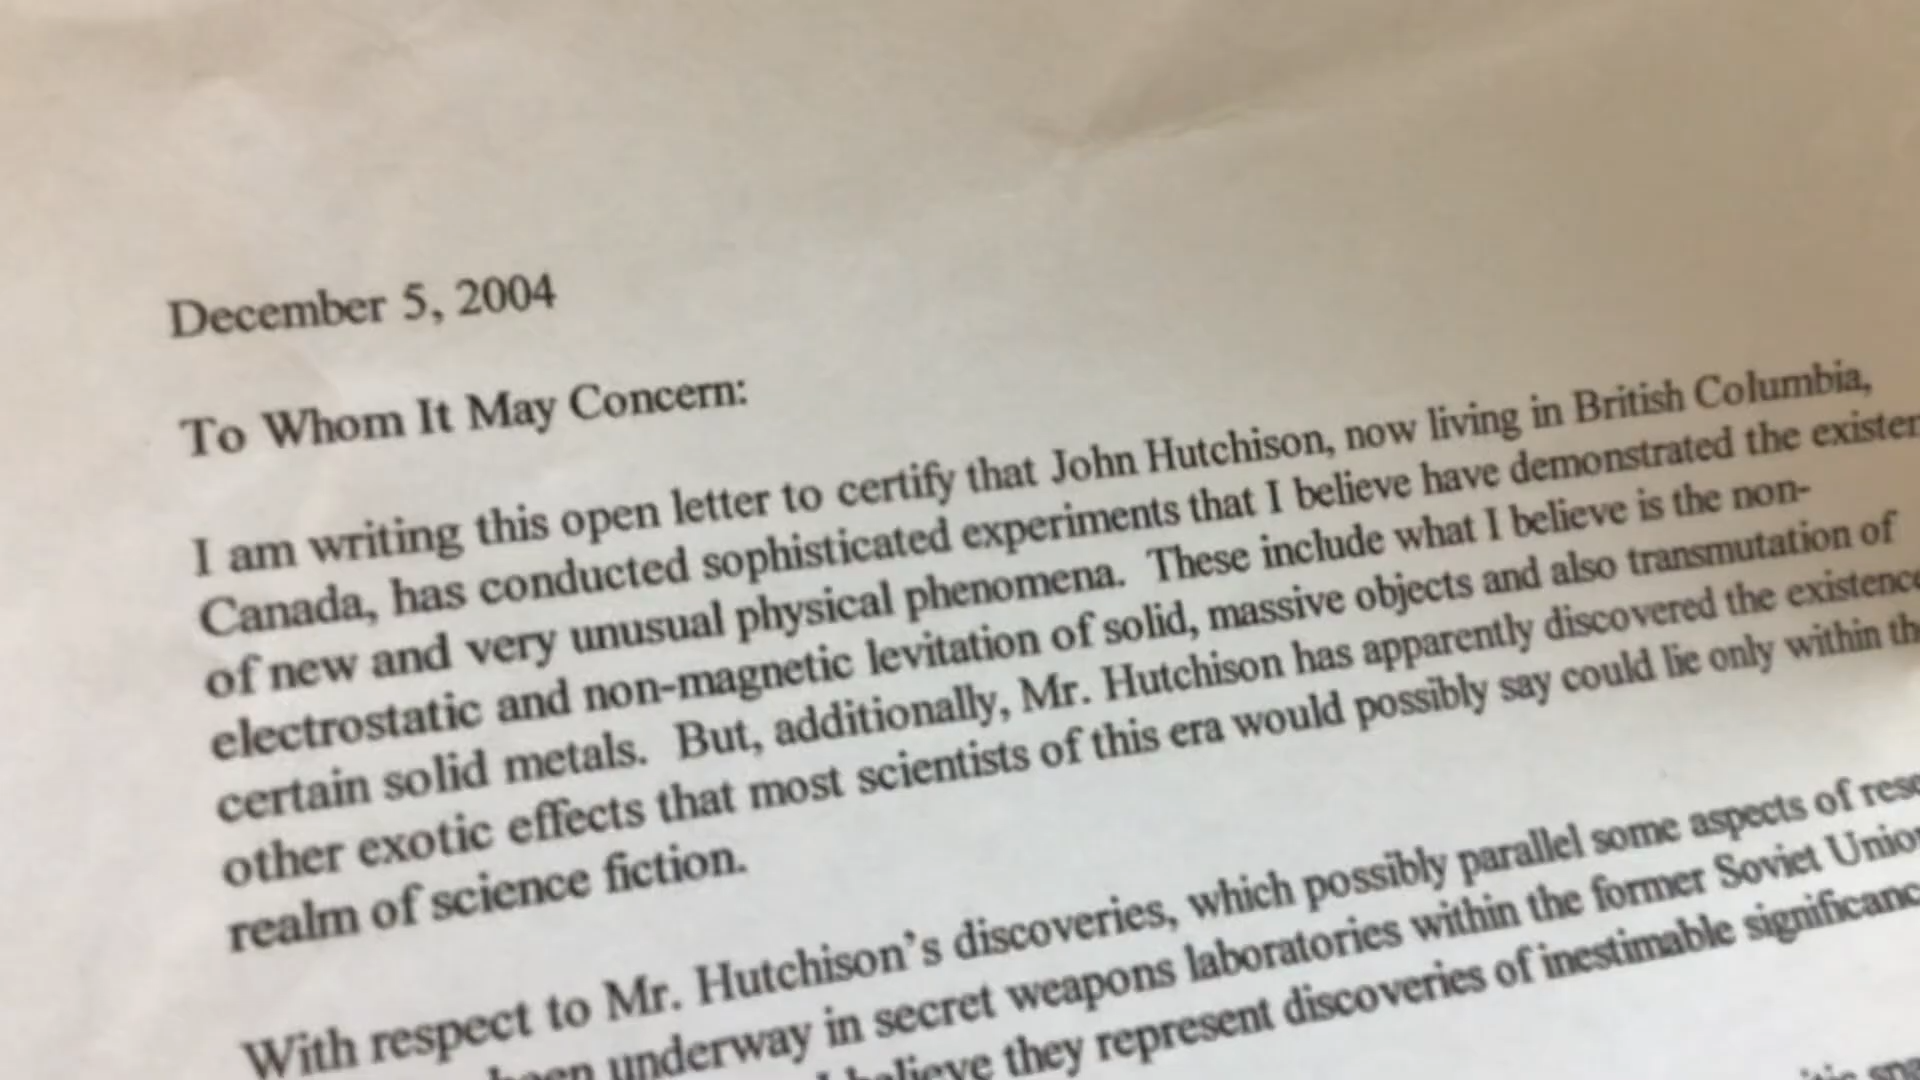 December 5, 2004
To Whom It May Concern:
I am writing this open letter to certify that John Hutchison, now living in British Columbia,
Canada, has conducted sophisticated experiments that I believe have demonstrated the
of new and very unusual physical phenomena. These include what I believe is the non-
electrostatic and non-magnetic levitation of solid, massive objects and also transmutation of
certain solid metals. But, additionally, Mr. Hutchison has apparently discovered the existence
other exotic effects that most scientists of this era would possibly say could lie only within
realm of science fiction.
With respect to Mr. Hutchison's discoveries, which possibly parallel some aspects of
underway in secret weapons laboratories within the former Soviet Union
I believe they represent discoveries of inestimable